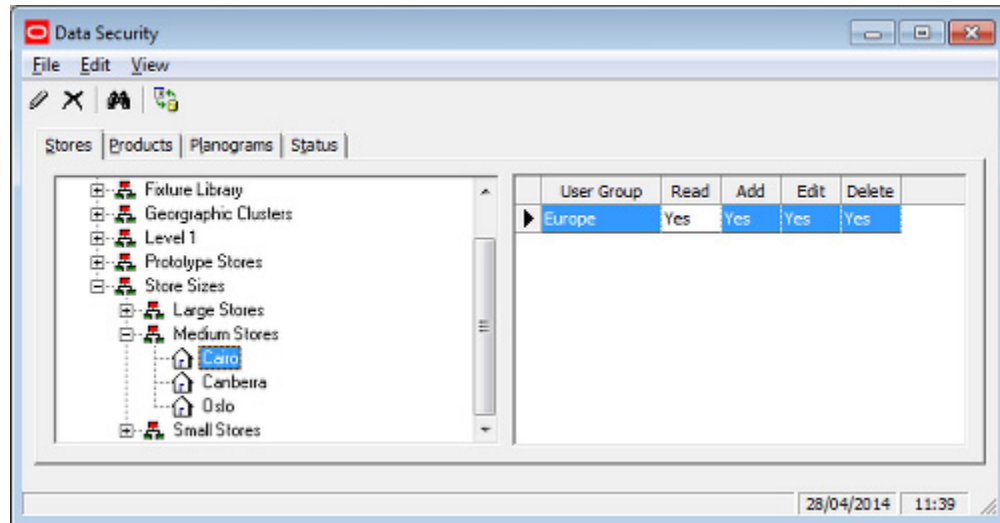 Data Security
File Edit View
Stores Products Planograms Status
Fixture Library
Georgraphic Clusters
Level 1
Prototype Stores
Store Sizes
Large Stores
Medium Stores
Cairo
Canberra
Oslo
Small Stores
User Group Read Add Edit Delete
Europe Yes Yes Yes Yes
28/04/2014 11:39